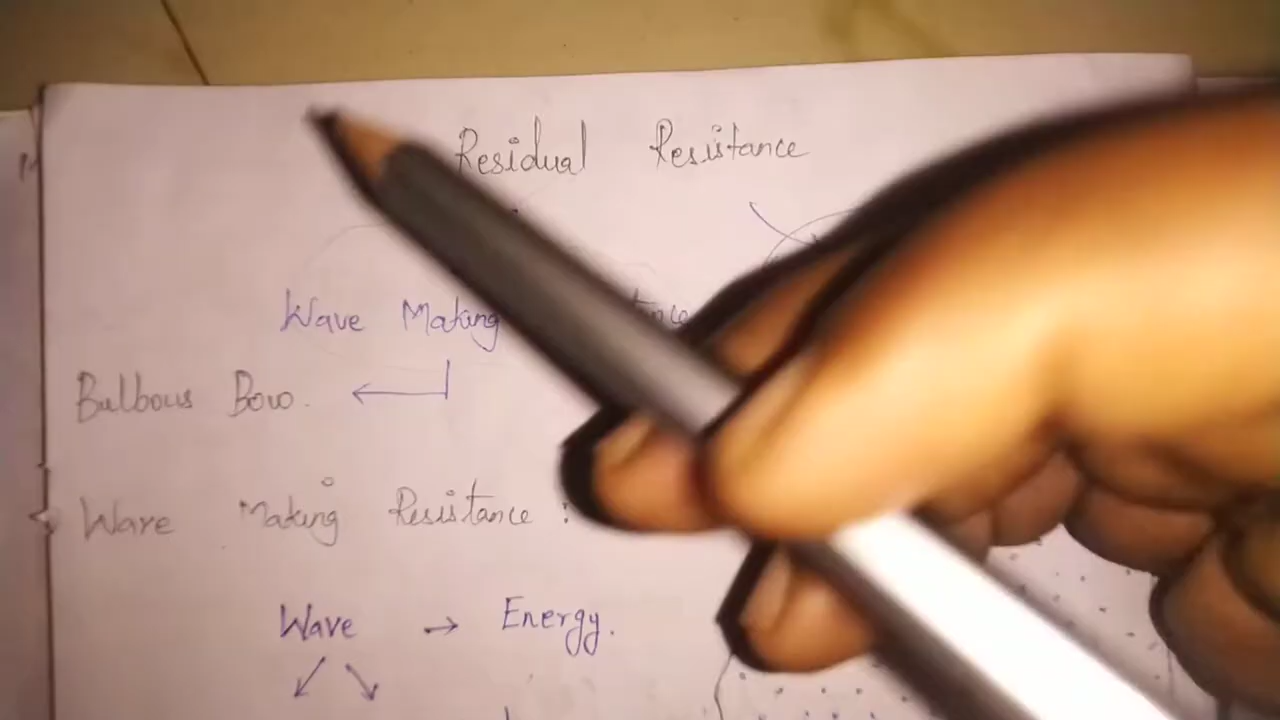 Residual Resistance
Wave Making
Bulbous Bow.
Wave Making Resistance :
Wave → Energy.